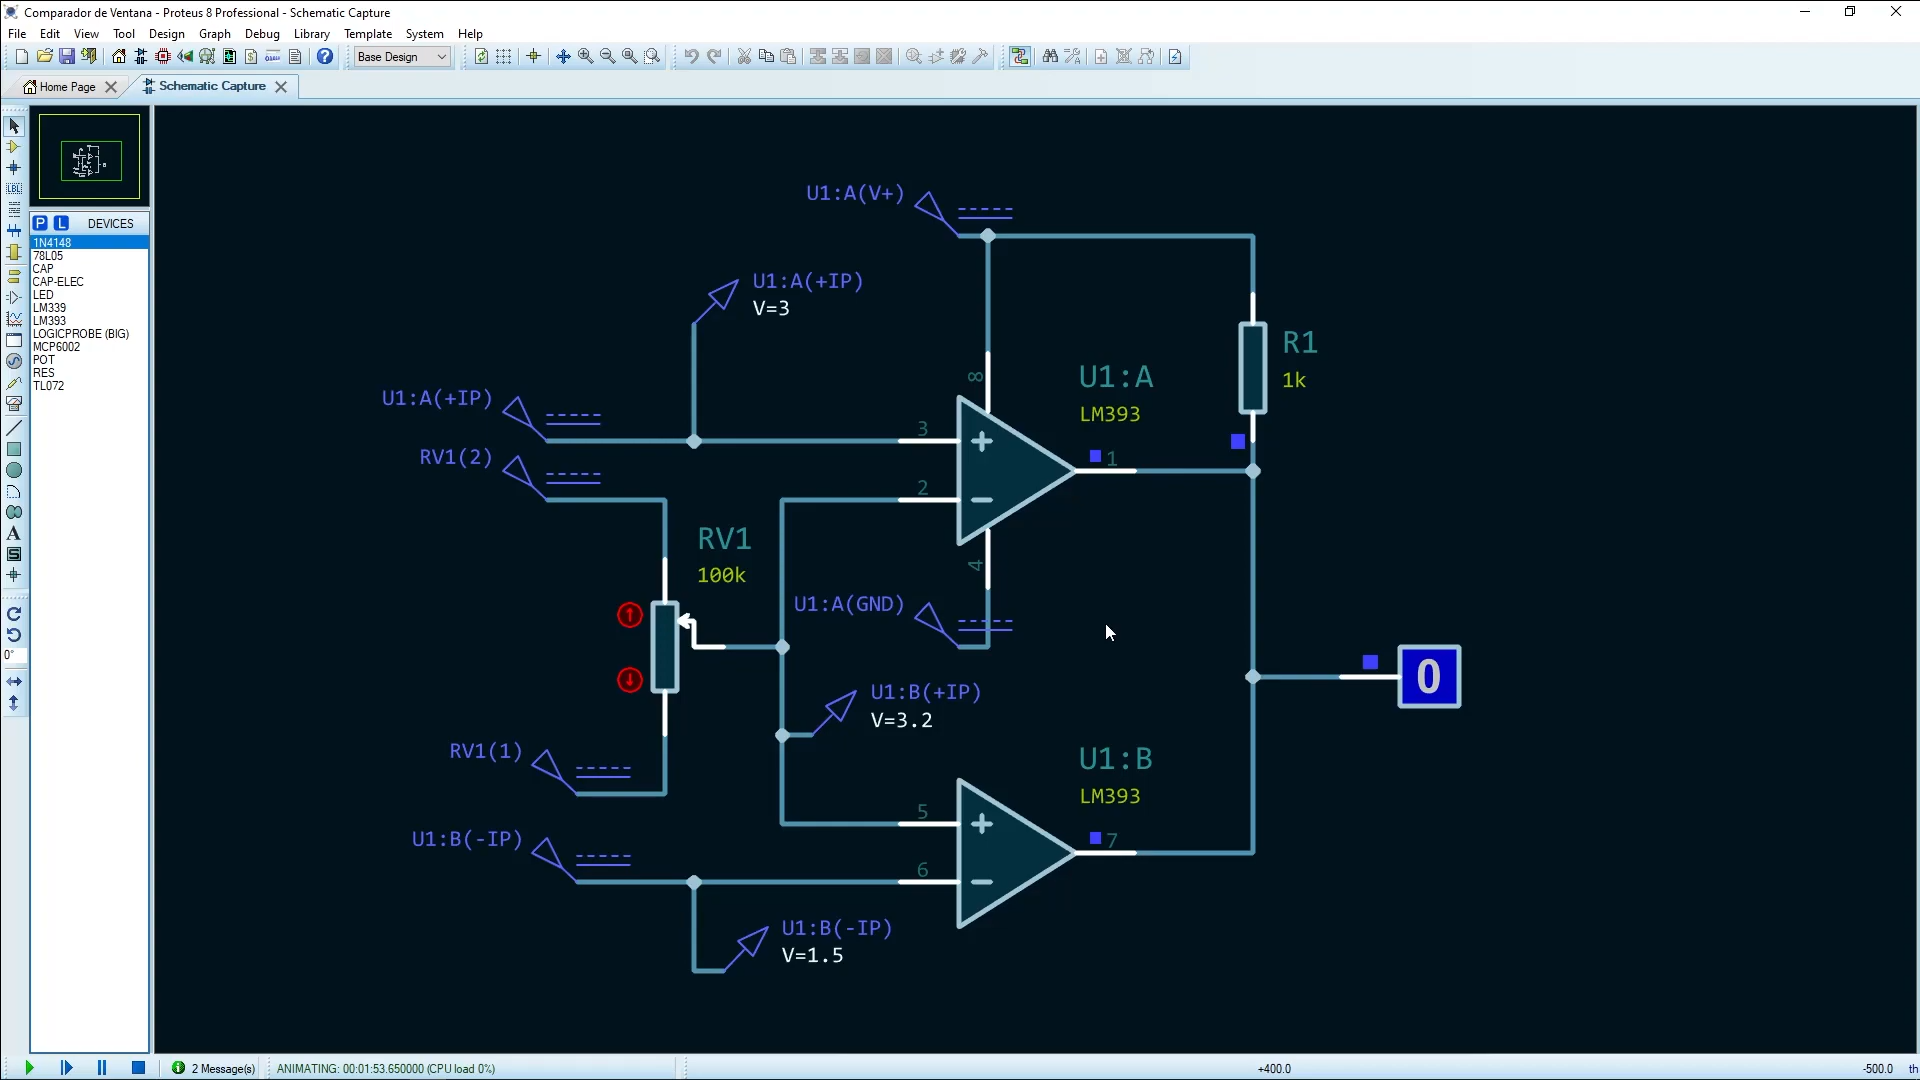 Comparador de Ventana - Proteus 8 Professional - Schematic Capture
File Edit View Tool Design Graph Debug Library Template System Help
Base Design
Home Page
Schematic Capture
P L DEVICES
1N4148
78L05
CAP
CAP-ELEC
LED
LM339
LM393
LOGICPROBE (BIG)
MCP6002
POT
RES
TL072
LBL
A
S
0°
U1:A(V+)
U1:A(+IP)
V=3
R1
1k
8
U1:A
LM393
U1:A(+IP)
3
+
1
RV1(2)
2
−
RV1
100k
4
U1:A(GND)
U1:B(+IP)
V=3.2
0
RV1(1)
U1:B
LM393
5
+
7
U1:B(-IP)
6
−
U1:B(-IP)
V=1.5
2 Message(s)
ANIMATING: 00:01:53.650000 (CPU load 0%)
+400.0
-500.0
th